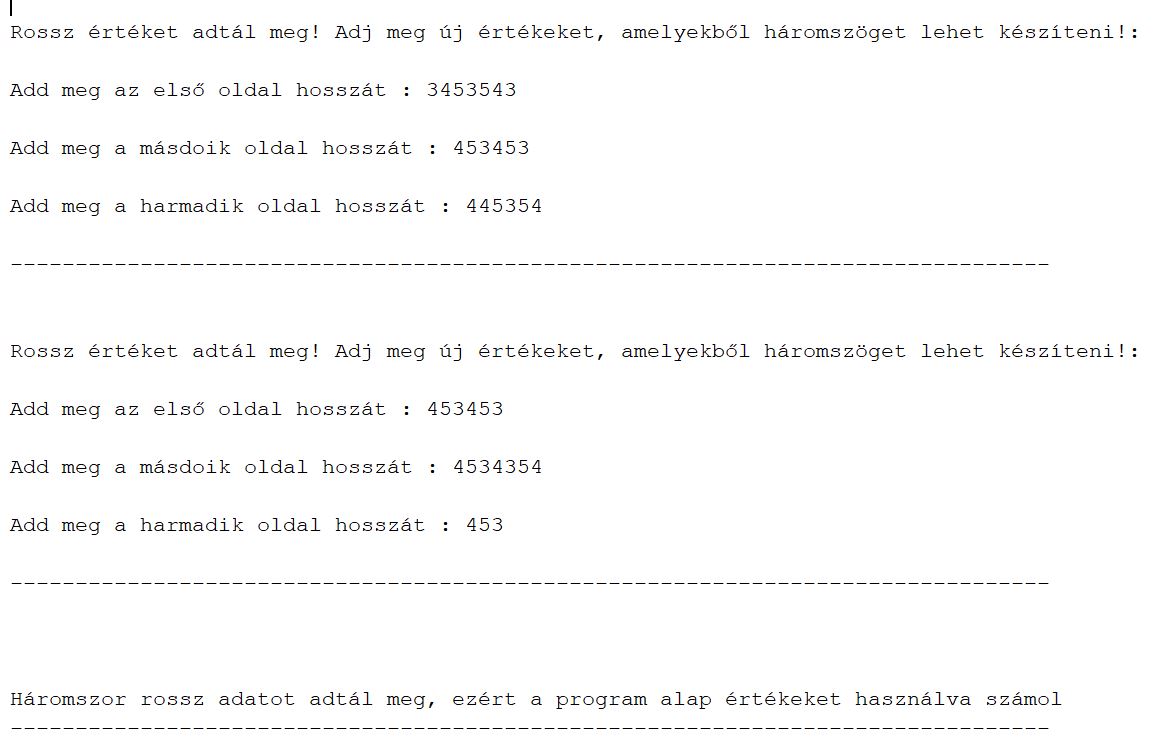 Rossz értéket adtál meg! Adj meg új értékeket, amelyekből háromszöget lehet készíteni!:
Add meg az első oldal hosszát : 3453543
Add meg a másdoik oldal hosszát : 453453
Add meg a harmadik oldal hosszát : 445354
--------------------------------------------------------------------------------
Rossz értéket adtál meg! Adj meg új értékeket, amelyekből háromszöget lehet készíteni!:
Add meg az első oldal hosszát : 453453
Add meg a másdoik oldal hosszát : 4534354
Add meg a harmadik oldal hosszát : 453
--------------------------------------------------------------------------------
Háromszor rossz adatot adtál meg, ezért a program alap értékeket használva számol
--------------------------------------------------------------------------------